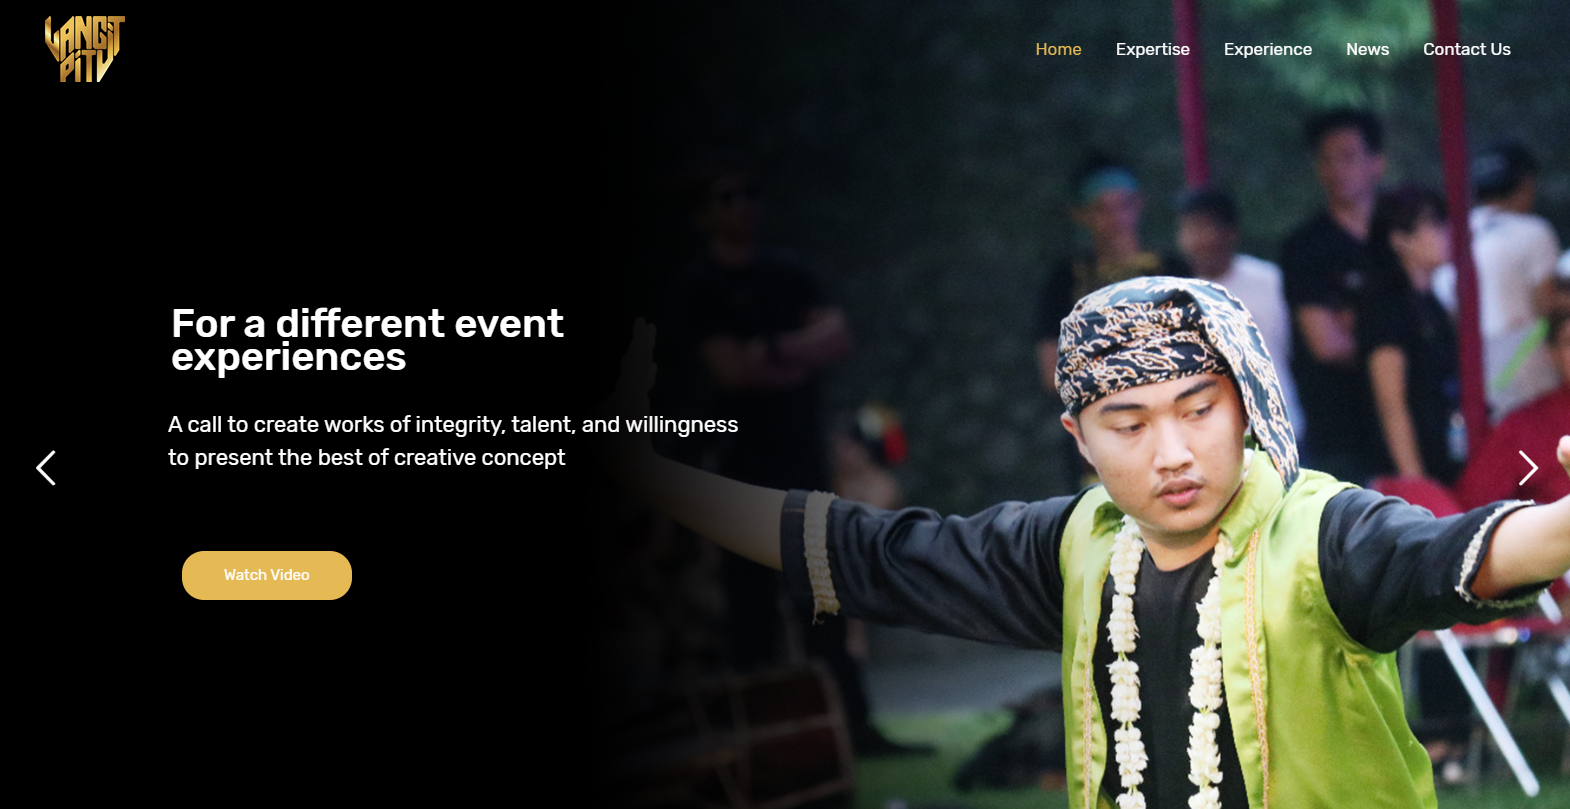 LANGIT
PITU
Home Expertise Experience News Contact Us
For a different event
experiences
A call to create works of integrity, talent, and willingness
to present the best of creative concept
Watch Video